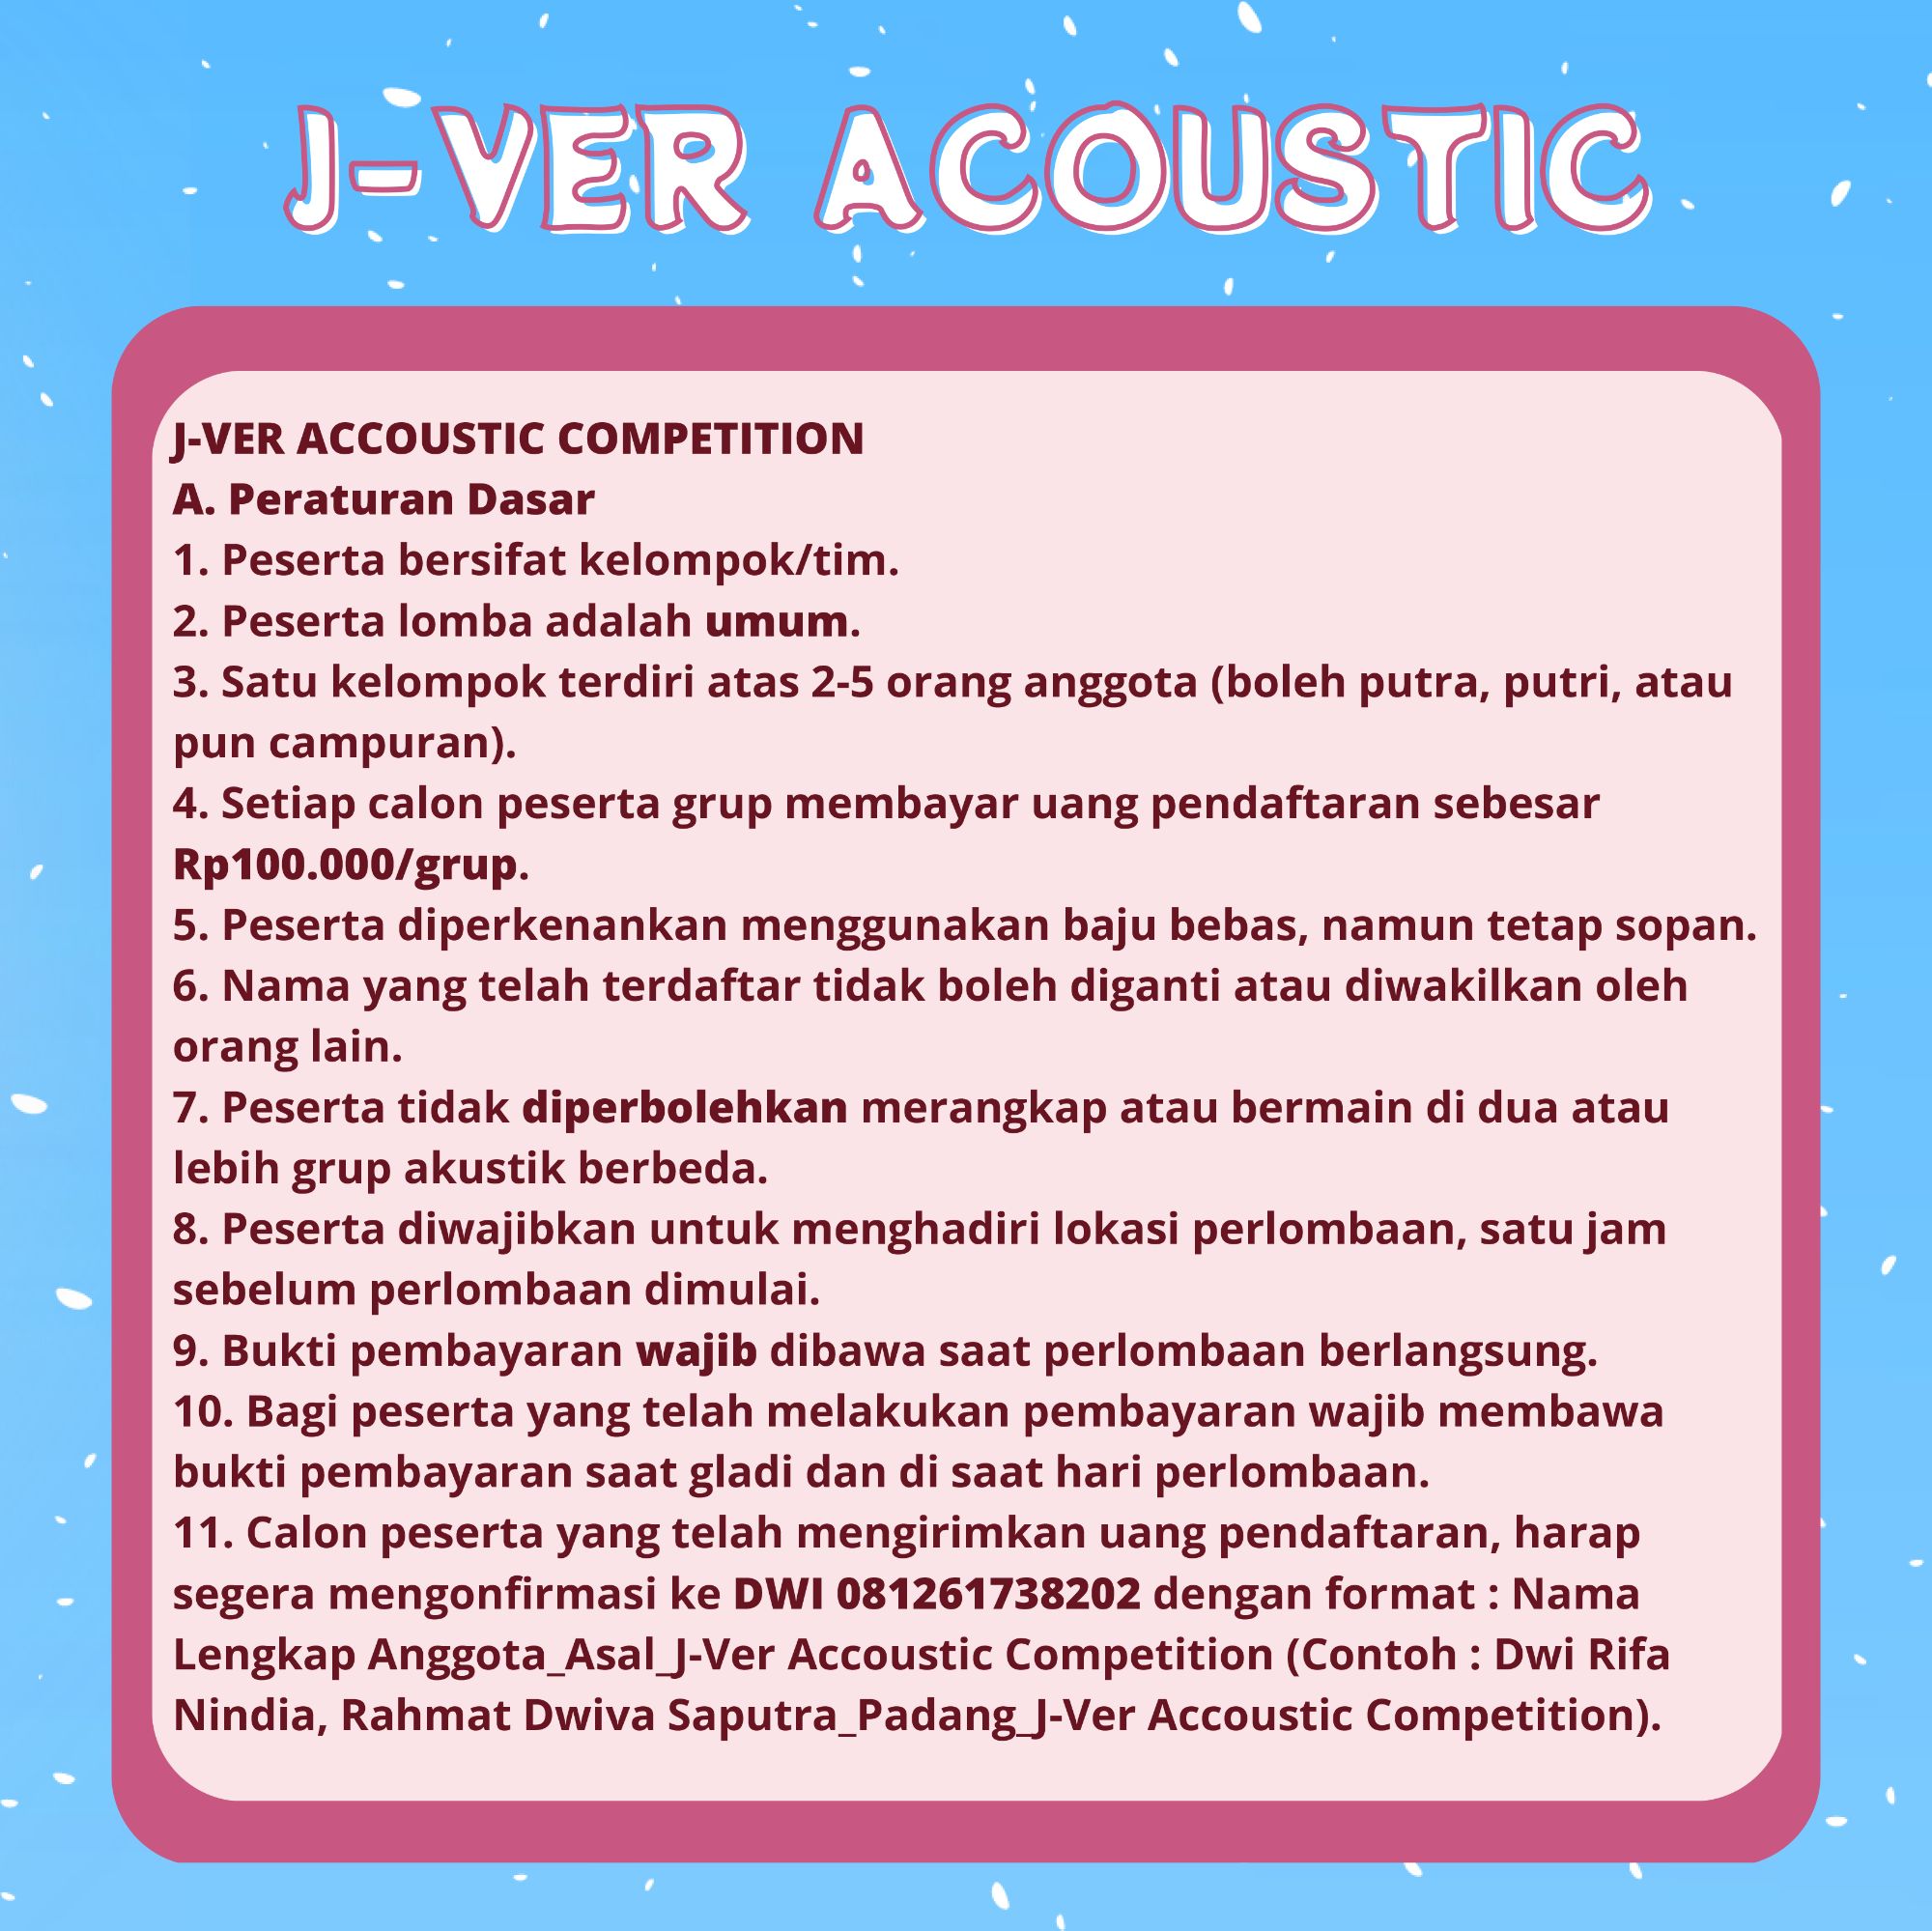 J-VER ACOUSTIC
J-VER ACCOUSTIC COMPETITION
A. Peraturan Dasar
1. Peserta bersifat kelompok/tim.
2. Peserta lomba adalah umum.
3. Satu kelompok terdiri atas 2-5 orang anggota (boleh putra, putri, atau
pun campuran).
4. Setiap calon peserta grup membayar uang pendaftaran sebesar
Rp100.000/grup.
5. Peserta diperkenankan menggunakan baju bebas, namun tetap sopan.
6. Nama yang telah terdaftar tidak boleh diganti atau diwakilkan oleh
orang lain.
7. Peserta tidak diperbolehkan merangkap atau bermain di dua atau
lebih grup akustik berbeda.
8. Peserta diwajibkan untuk menghadiri lokasi perlombaan, satu jam
sebelum perlombaan dimulai.
9. Bukti pembayaran wajib dibawa saat perlombaan berlangsung.
10. Bagi peserta yang telah melakukan pembayaran wajib membawa
bukti pembayaran saat gladi dan di saat hari perlombaan.
11. Calon peserta yang telah mengirimkan uang pendaftaran, harap
segera mengonfirmasi ke DWI 081261738202 dengan format : Nama
Lengkap Anggota_Asal_J-Ver Accoustic Competition (Contoh : Dwi Rifa
Nindia, Rahmat Dwiva Saputra_Padang_J-Ver Accoustic Competition).